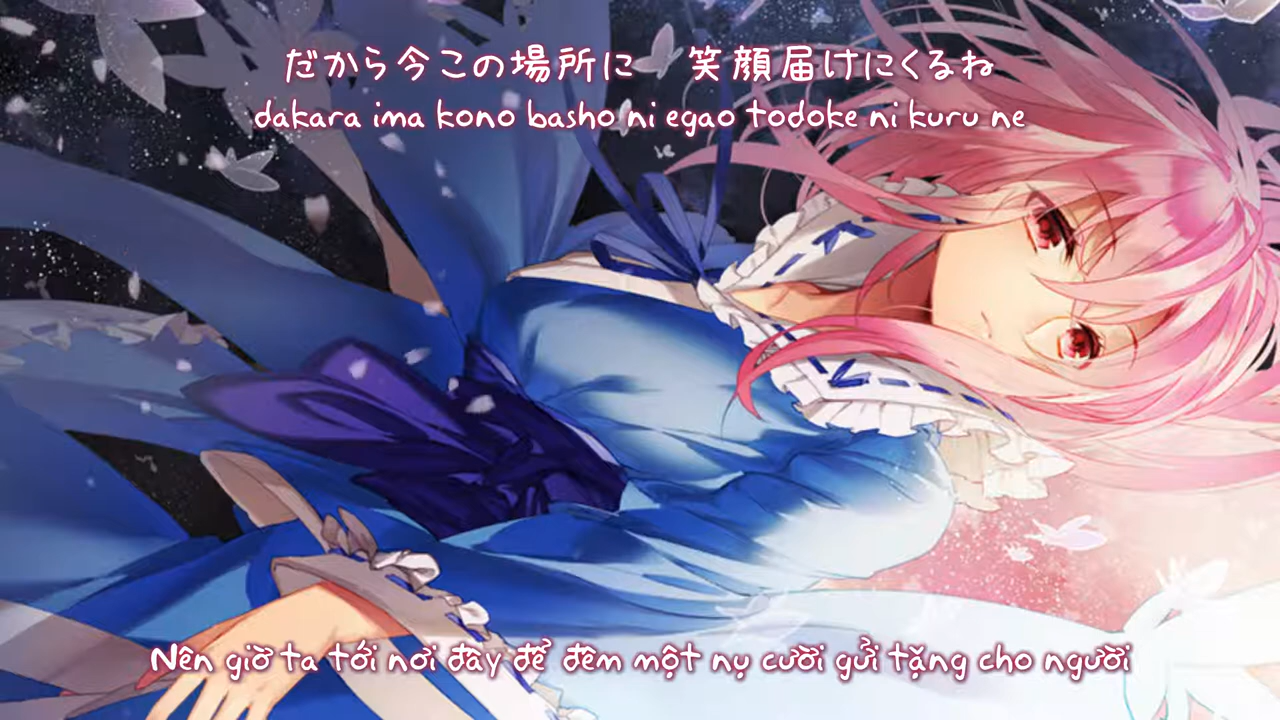 だから今この場所に　笑顔届けにくるね
dakara ima kono basho ni egao todoke ni kuru ne
Nên giờ ta tới nơi đây để đêm một nụ cười gửi tặng cho người